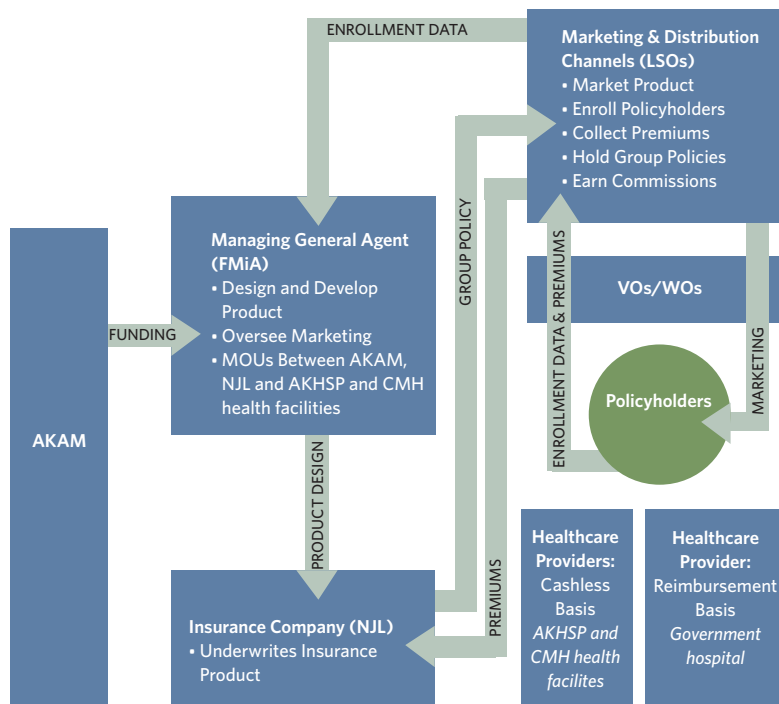 ENROLLMENT DATA
Marketing & Distribution
Channels (LSOs)
• Market Product
• Enroll Policyholders
• Collect Premiums
• Hold Group Policies
• Earn Commissions
Managing General Agent
(FMiA)
• Design and Develop
Product
• Oversee Marketing
• MOUs Between AKAM,
NJL and AKHSP and CMH
health facilities
GROUP POLICY
ENROLLMENT DATA & PREMIUMS
VOs/WOs
MARKETING
FUNDING
Policyholders
AKAM
PRODUCT DESIGN
PREMIUMS
Insurance Company (NJL)
• Underwrites Insurance
Product
Healthcare
Providers:
Cashless
Basis
AKHSP and
CMH health
facilites
Healthcare
Provider:
Reimbursement
Basis
Government
hospital